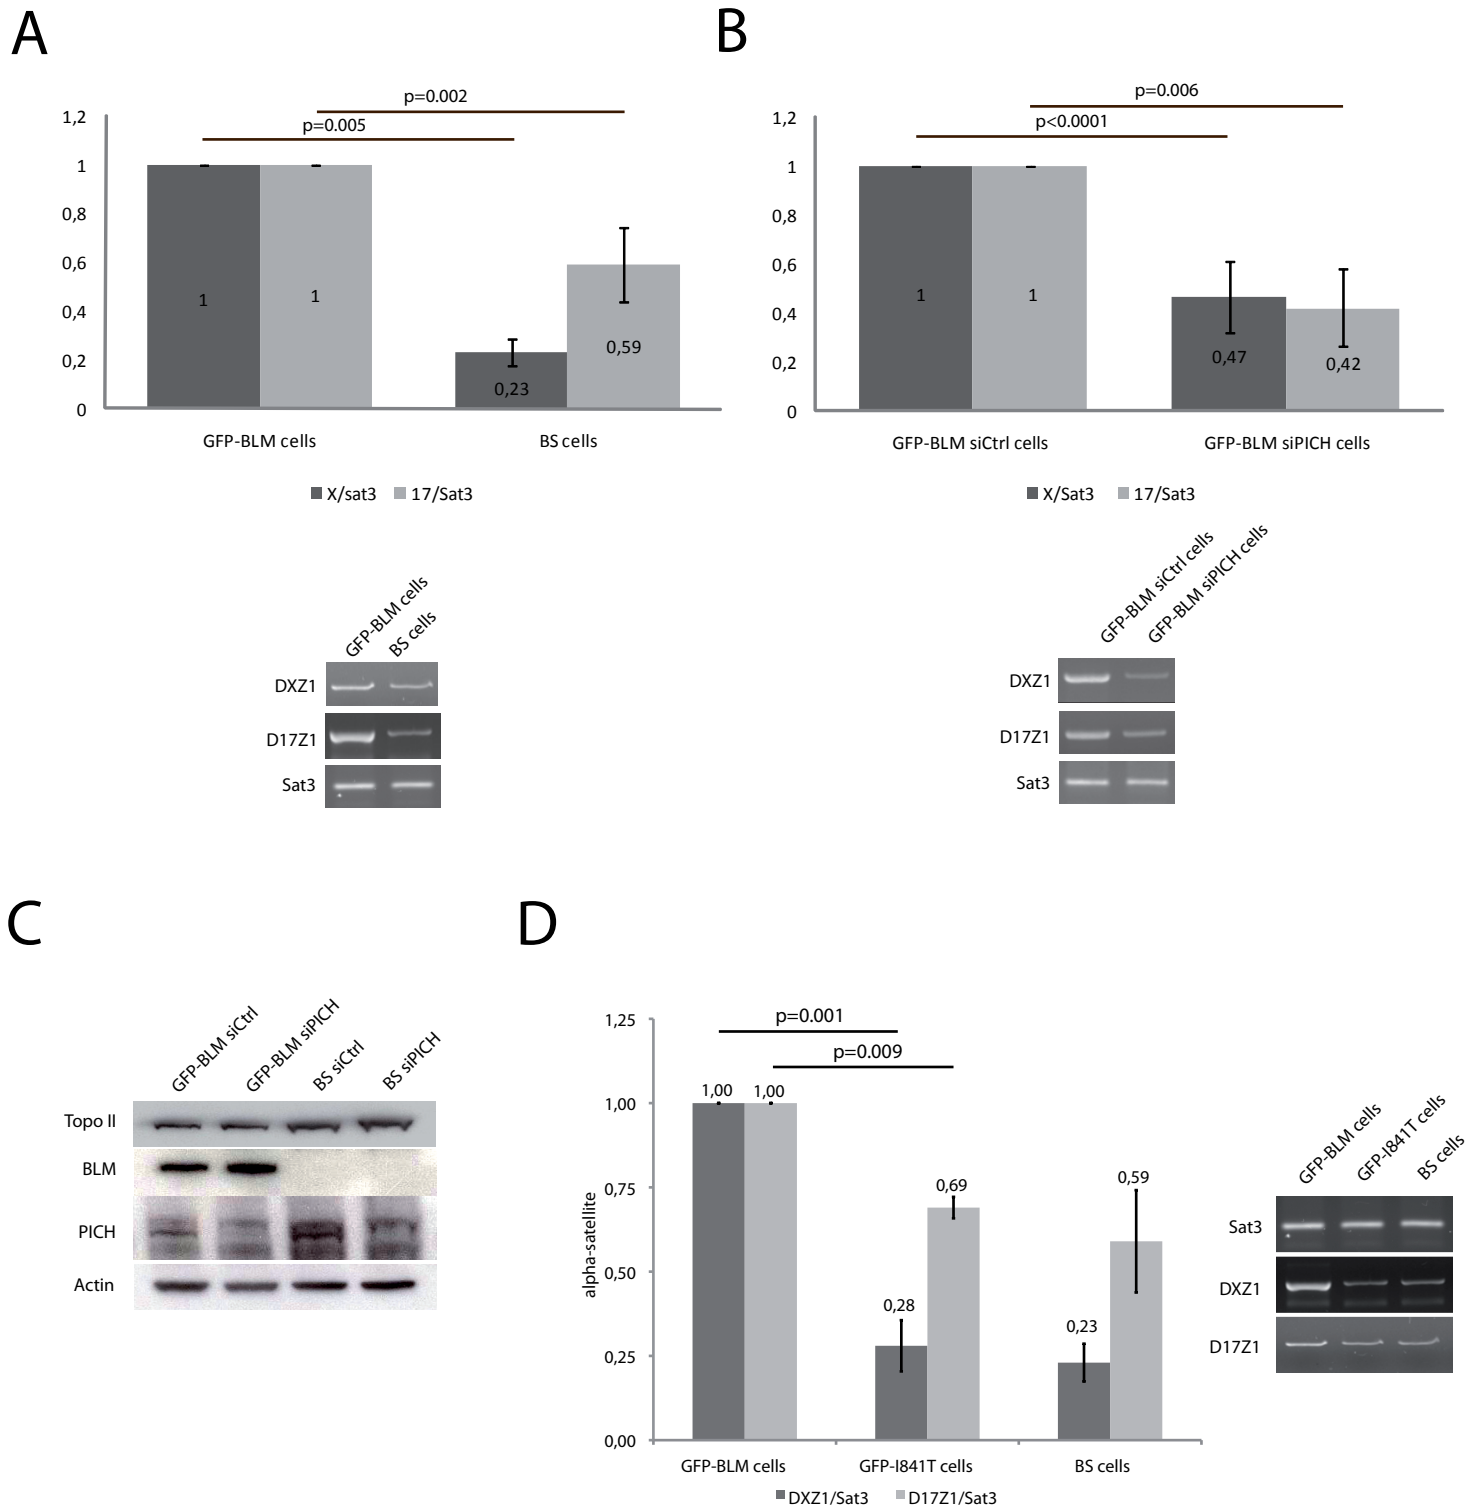 A
p=0.002
p=0.005
1,2
1
0,8
0,6
0,4
0,2
0
1
1
0,23
0,59
GFP-BLM cells
BS cells
X/sat3
17/Sat3
GFP-BLM cells
BS cells
DXZ1
D17Z1
Sat3
B
p=0.006
p<0.0001
1,2
1
0,8
0,6
0,4
0,2
0
1
1
0,47
0,42
GFP-BLM siCtrl cells
GFP-BLM siPICH cells
X/Sat3
17/Sat3
GFP-BLM siCtrl cells
GFP-BLM siPICH cells
DXZ1
D17Z1
Sat3
C
GFP-BLM siCtrl
GFP-BLM siPICH
BS siCtrl
BS siPICH
Topo II
BLM
PICH
Actin
D
p=0.001
p=0.009
alpha-satellite
1,25
1,00
0,75
0,50
0,25
0,00
1,00
1,00
0,28
0,69
0,23
0,59
GFP-BLM cells
GFP-I841T cells
BS cells
DXZ1/Sat3
D17Z1/Sat3
GFP-BLM cells
GFP-I841T cells
BS cells
Sat3
DXZ1
D17Z1